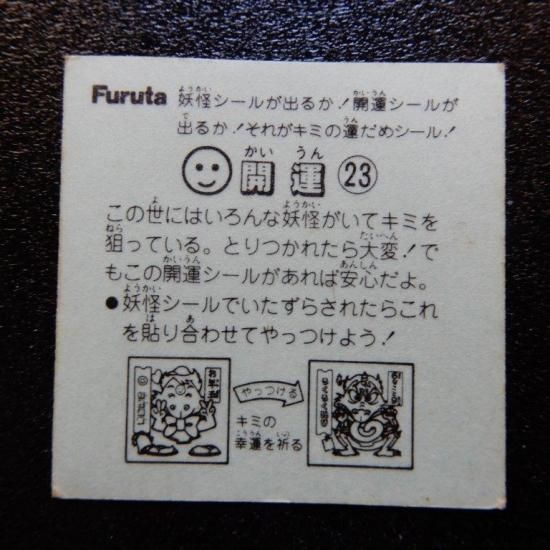 Furuta 妖怪シールが出るか!開運シールが
出るか!それがキミの運だめシール!
開運 23
この世にはいろんな妖怪がいてキミを
狙っている。とりつかれたら大変!で
もこの開運シールがあれば安心だよ。
●妖怪シールでいたずらされたらこれ
を貼り合わせてやっつけよう!
やっつける
キミの
幸運を祈る